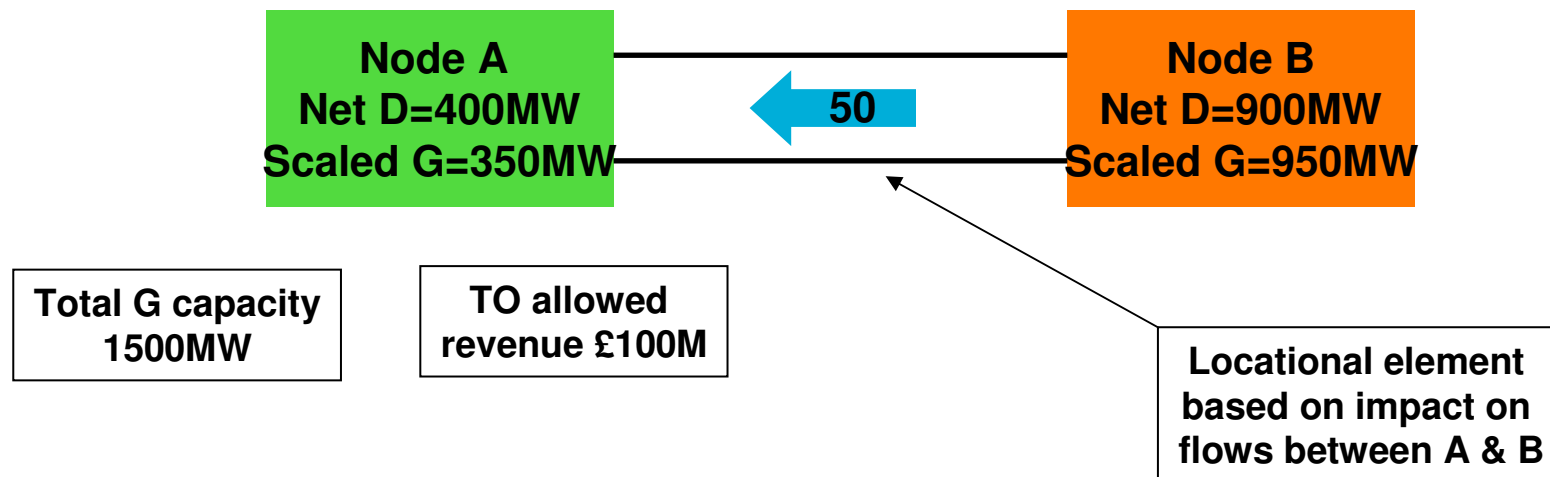 Node A
Net D=400MW
Scaled G=350MW
50
Node B
Net D=900MW
Scaled G=950MW
Total G capacity
1500MW
TO allowed
revenue £100M
Locational element
based on impact on
flows between A & B